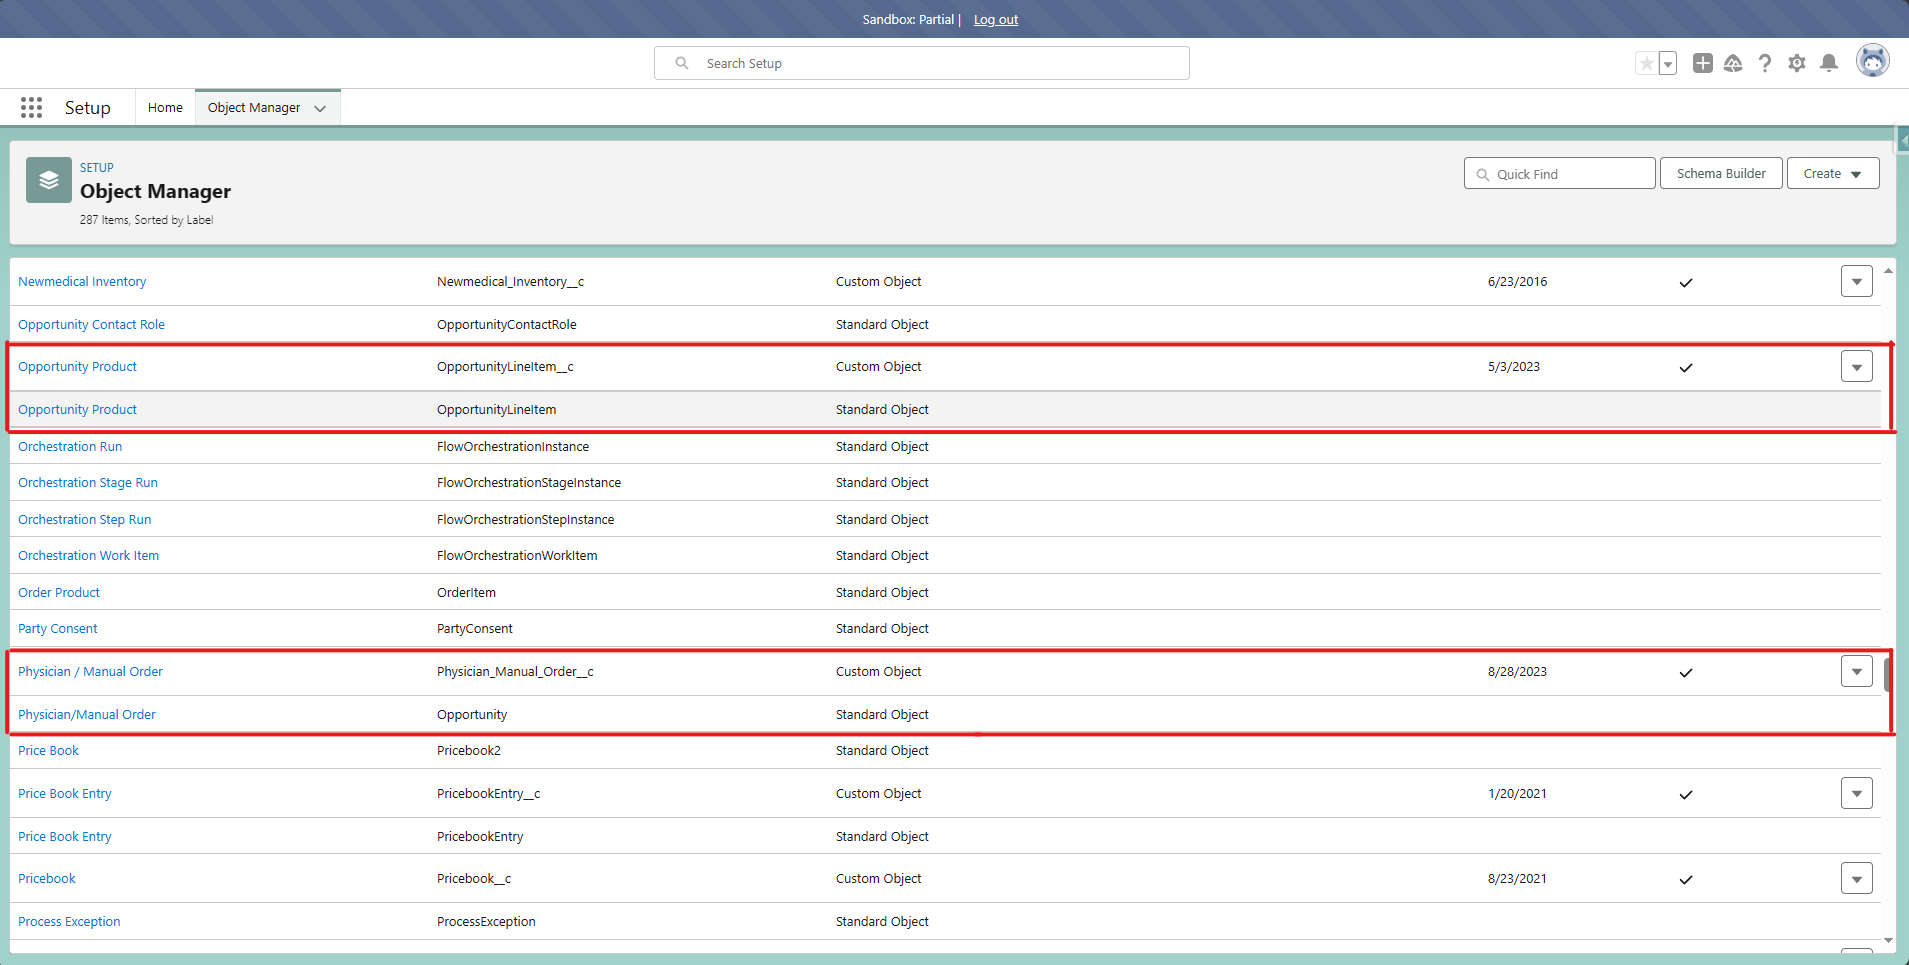 Sandbox: Partial | Log out
Search Setup
Setup Home Object Manager
SETUP
Object Manager
287 Items, Sorted by Label
Quick Find Schema Builder Create
Newmedical Inventory Newmedical_Inventory__c Custom Object 6/23/2016
Opportunity Contact Role OpportunityContactRole Standard Object
Opportunity Product OpportunityLineItem__c Custom Object 5/3/2023
Opportunity Product OpportunityLineItem Standard Object
Orchestration Run FlowOrchestrationInstance Standard Object
Orchestration Stage Run FlowOrchestrationStageInstance Standard Object
Orchestration Step Run FlowOrchestrationStepInstance Standard Object
Orchestration Work Item FlowOrchestrationWorkItem Standard Object
Order Product OrderItem Standard Object
Party Consent PartyConsent Standard Object
Physician / Manual Order Physician_Manual_Order__c Custom Object 8/28/2023
Physician/Manual Order Opportunity Standard Object
Price Book Pricebook2 Standard Object
Price Book Entry PricebookEntry__c Custom Object 1/20/2021
Price Book Entry PricebookEntry Standard Object
Pricebook Pricebook__c Custom Object 8/23/2021
Process Exception ProcessException Standard Object